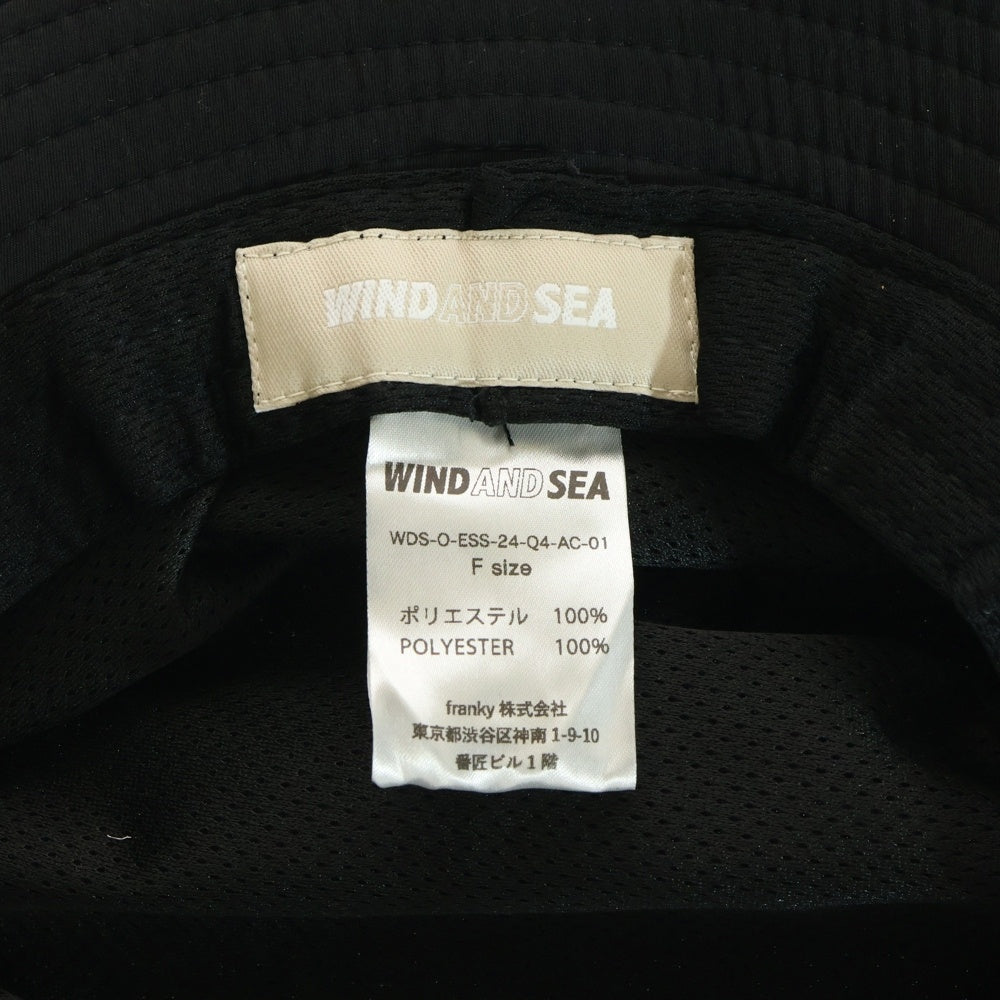 WIND AND SEA
WIND AND SEA
WDS-O-ESS-24-Q4-AC-01
F size
ポリエステル 100%
POLYESTER 100%
franky 株式会社
東京都渋谷区神南 1-9-10
番匠ビル 1 階